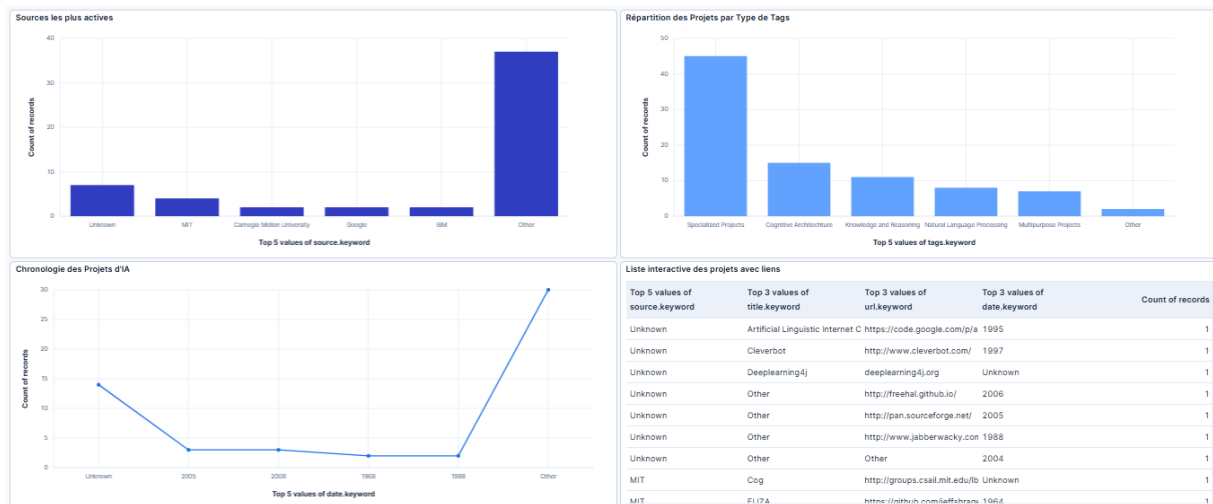 Sources les plus actives
40
30
20
10
0
Count of records
Unknown MIT Carnegie Mellon University Google IBM Other
Top 5 values of source.keyword
Répartition des Projets par Type de Tags
50
40
30
20
10
0
Count of records
Specialized Projects Cognitive Architechture Knowledge and Reasoning Natural Language Processing Multipurpose Projects Other
Top 5 values of tags.keyword
Chronologie des Projets d'IA
30
25
20
15
10
5
0
Count of records
Unknown 2005 2008 1968 1988 Other
Top 5 values of date.keyword
Liste interactive des projets avec liens
Top 5 values of source.keyword Top 3 values of title.keyword Top 3 values of url.keyword Top 3 values of date.keyword Count of records
Unknown Artificial Linguistic Internet C https://code.google.com/p/a 1995 1
Unknown Cleverbot http://www.cleverbot.com/ 1997 1
Unknown Deeplearning4j deeplearning4j.org Unknown 1
Unknown Other http://freehal.github.io/ 2006 1
Unknown Other http://pan.sourceforge.net/ 2005 1
Unknown Other http://www.jabberwacky.con 1988 1
Unknown Other Other 2004 1
MIT Cog http://groups.csail.mit.edu/lb Unknown 1
MIT ELIZA https://github.com/jeffshrage 1964 1